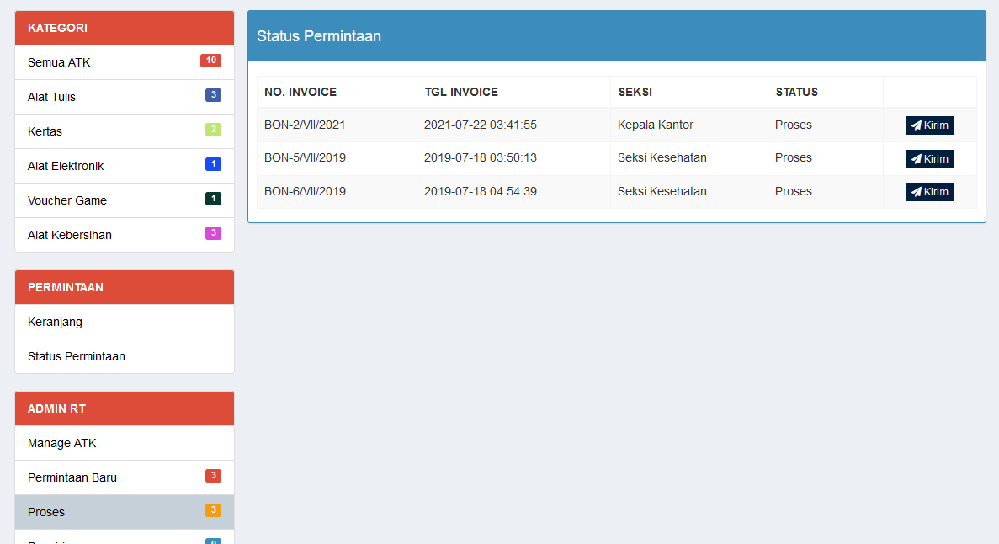 KATEGORI
Semua ATK 10
Alat Tulis 3
Kertas 2
Alat Elektronik 1
Voucher Game 1
Alat Kebersihan 3
PERMINTAAN
Keranjang
Status Permintaan
ADMIN RT
Manage ATK
Permintaan Baru 3
Proses 3
Status Permintaan
NO. INVOICE TGL INVOICE SEKSI STATUS
BON-2/VII/2021 2021-07-22 03:41:55 Kepala Kantor Proses Kirim
BON-5/VII/2019 2019-07-18 03:50:13 Seksi Kesehatan Proses Kirim
BON-6/VII/2019 2019-07-18 04:54:39 Seksi Kesehatan Proses Kirim